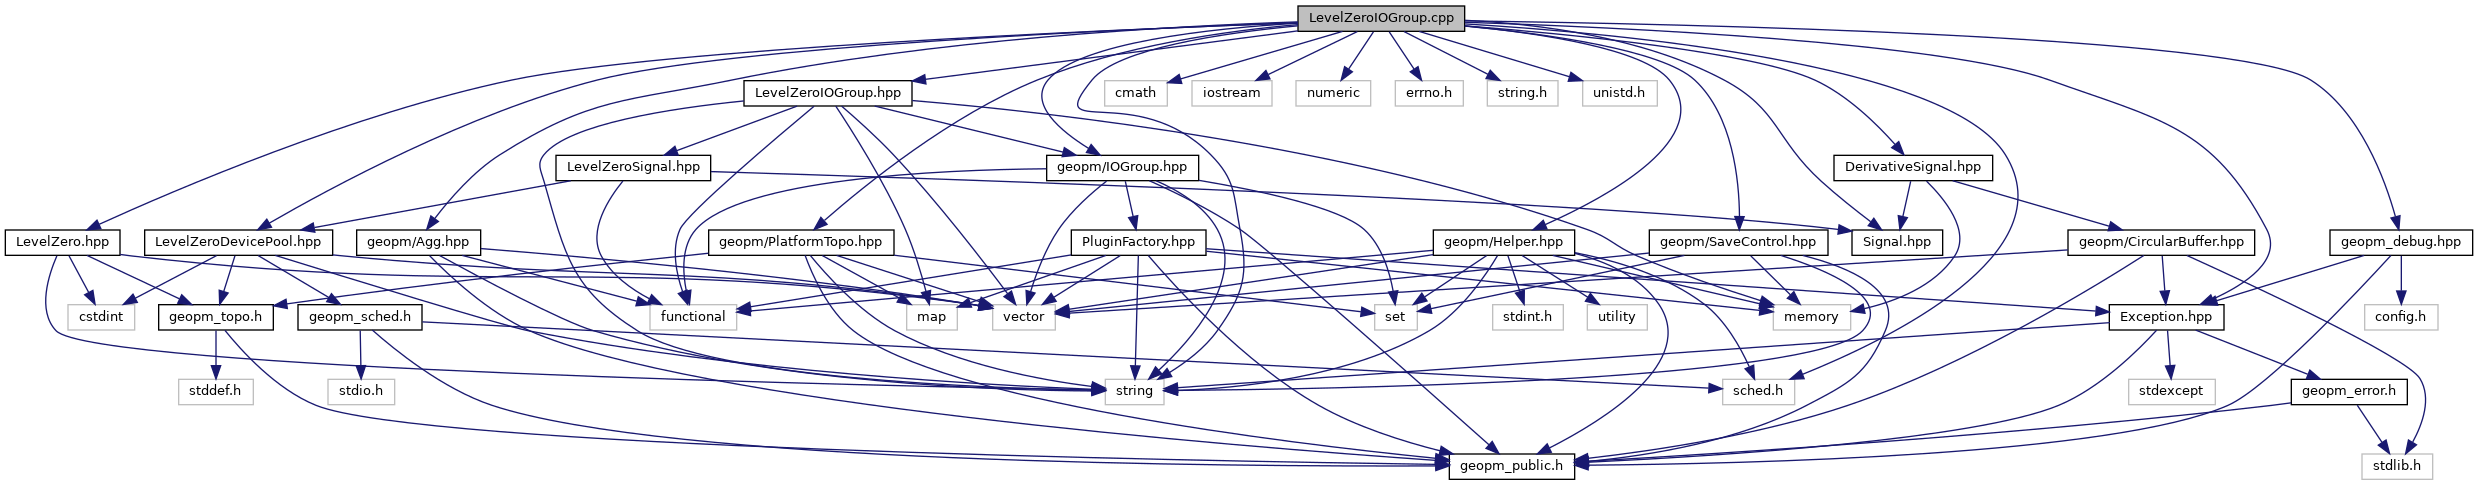 LevelZeroIOGroup.cpp
LevelZeroIOGroup.hpp
cmath
iostream
numeric
errno.h
string.h
unistd.h
LevelZeroSignal.hpp
geopm/IOGroup.hpp
DerivativeSignal.hpp
LevelZero.hpp
LevelZeroDevicePool.hpp
geopm/Agg.hpp
geopm/PlatformTopo.hpp
PluginFactory.hpp
geopm/Helper.hpp
geopm/SaveControl.hpp
Signal.hpp
geopm/CircularBuffer.hpp
geopm_debug.hpp
cstdint
geopm_topo.h
geopm_sched.h
functional
map
vector
set
stdint.h
utility
memory
Exception.hpp
config.h
stddef.h
stdio.h
string
sched.h
stdexcept
geopm_error.h
geopm_public.h
stdlib.h